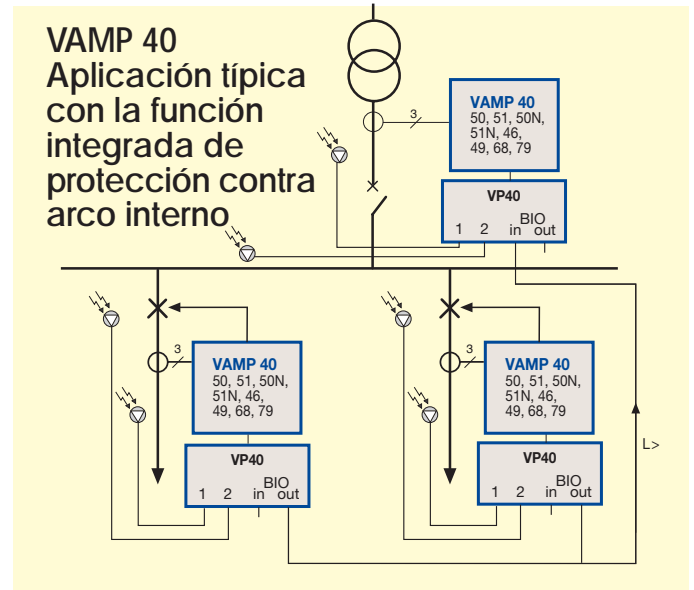 VAMP 40
Aplicación típica
con la función
integrada de
protección contra
arco interno
3
VAMP 40
50, 51, 50N,
51N, 46,
49, 68, 79
VP40
BIO
1 2 in out
3
VAMP 40
50, 51, 50N,
51N, 46,
49, 68, 79
VP40
BIO
1 2 in out
3
VAMP 40
50, 51, 50N,
51N, 46,
49, 68, 79
VP40
BIO
1 2 in out
L>